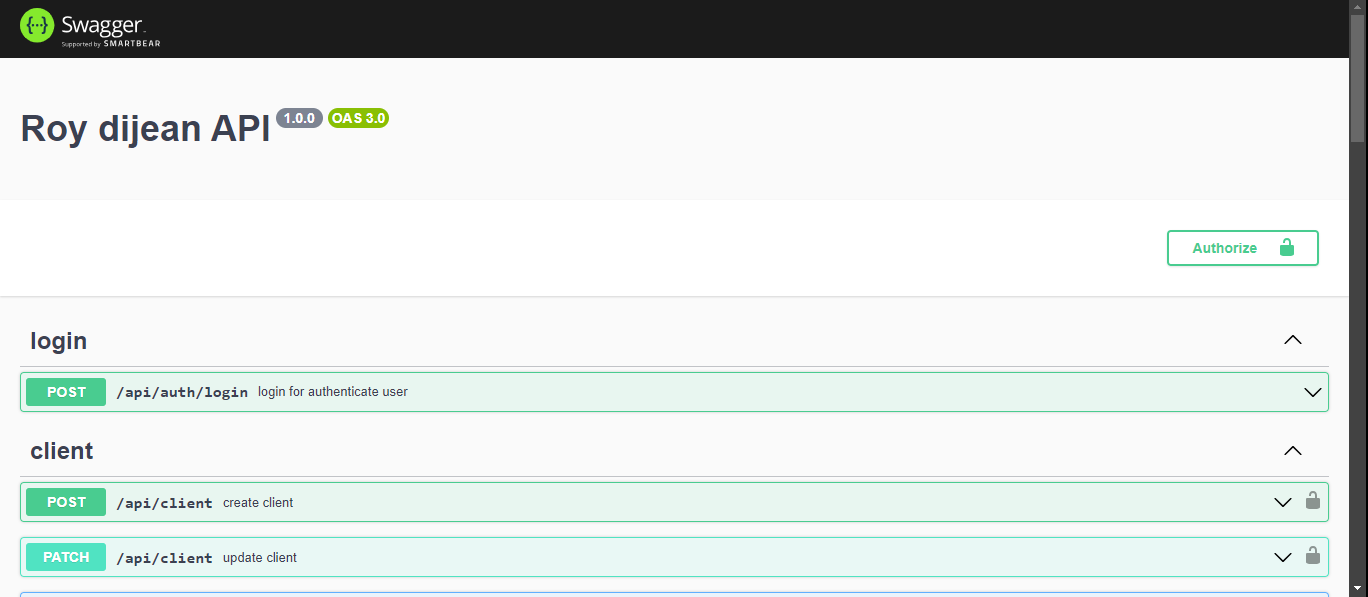 {···} Swagger
Supported by SMARTBEAR
Roy dijean API 1.0.0 OAS 3.0
Authorize
login
POST /api/auth/login login for authenticate user
client
POST /api/client create client
PATCH /api/client update client